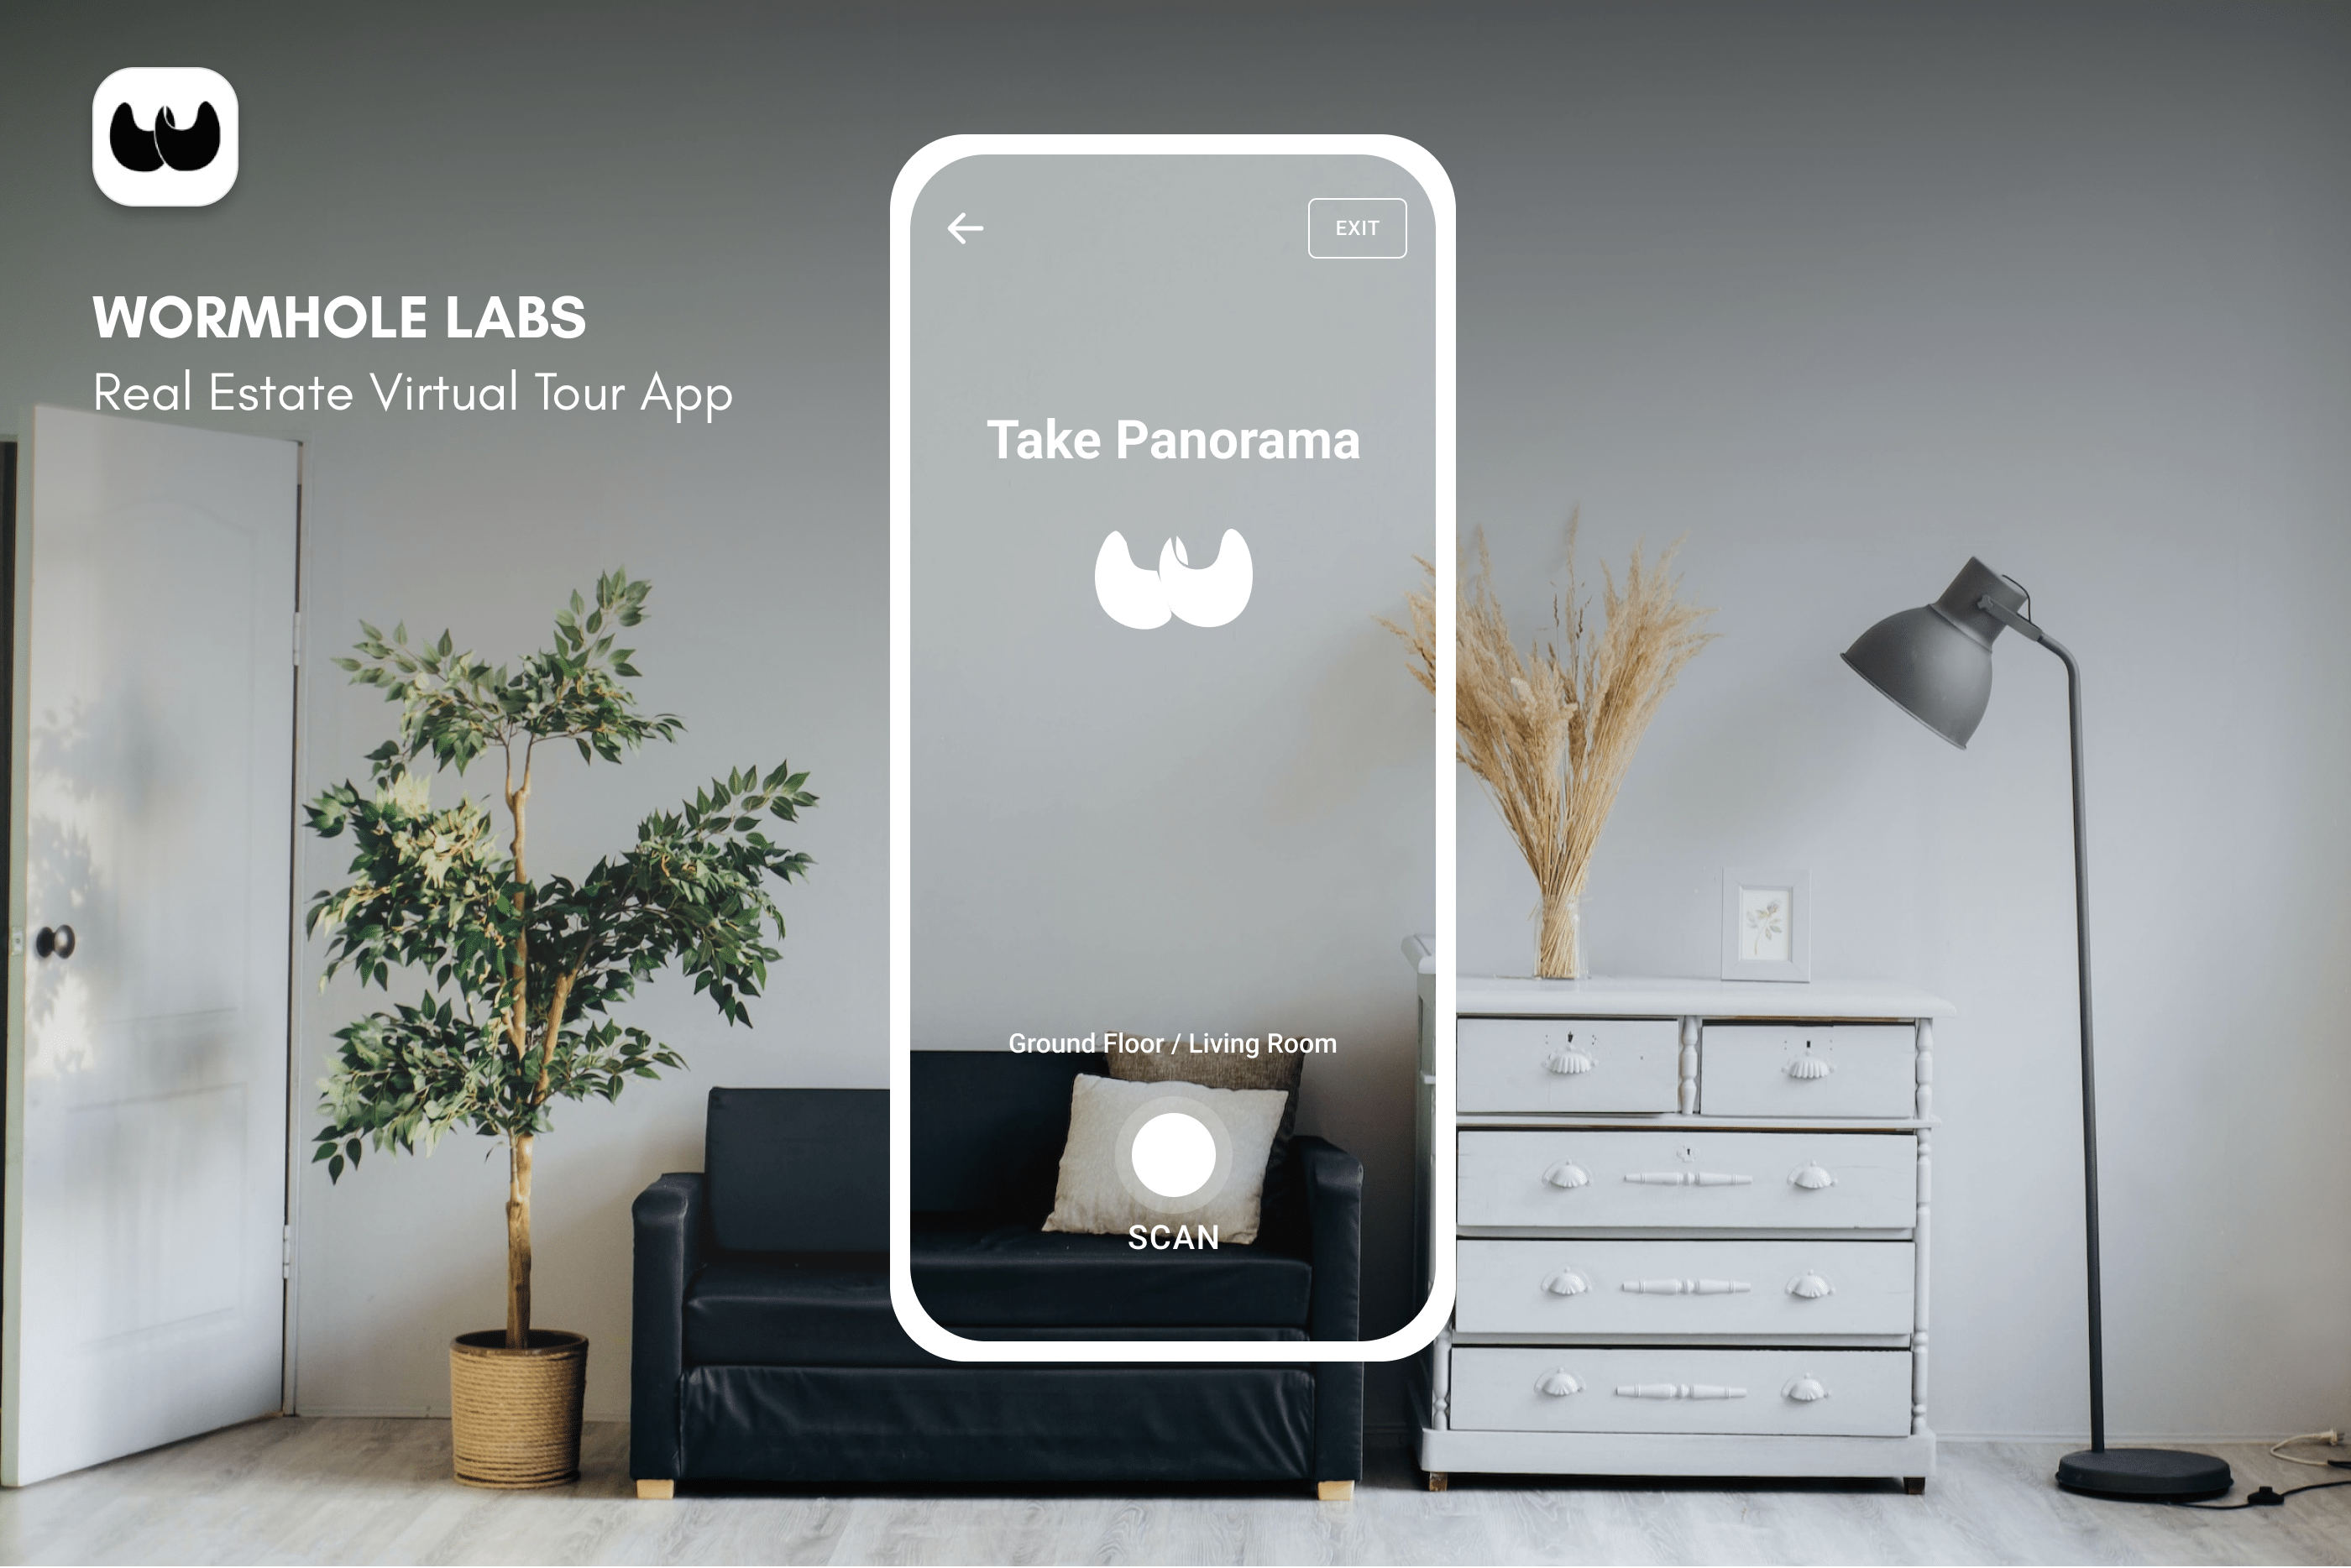 WORMHOLE LABS
Real Estate Virtual Tour App
EXIT
Take Panorama
Ground Floor / Living Room
SCAN